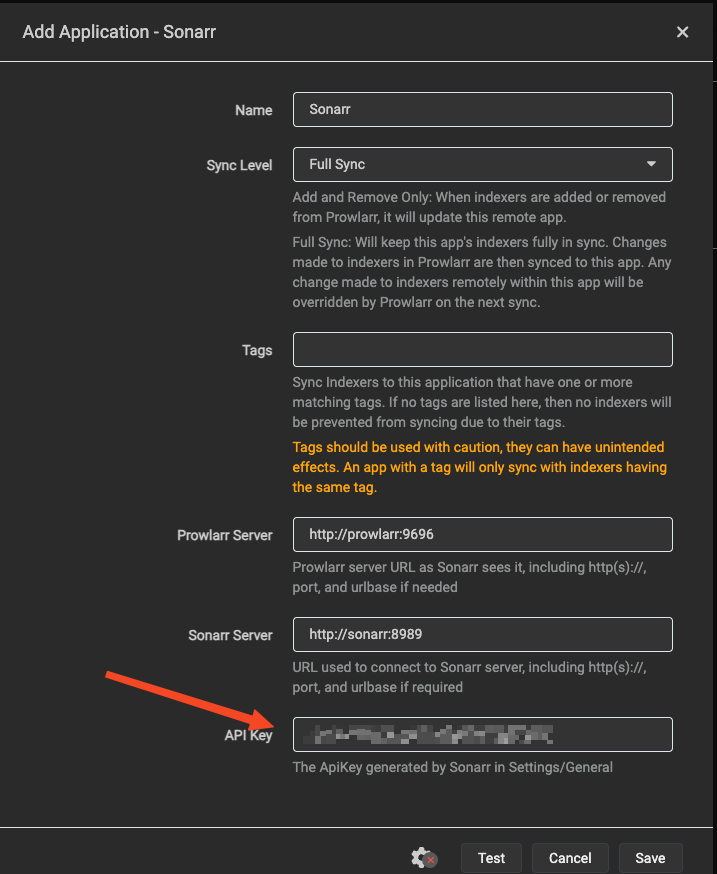 Add Application - Sonarr
Name
Sonarr
Sync Level
Full Sync
Add and Remove Only: When indexers are added or removed
from Prowlarr, it will update this remote app.
Full Sync: Will keep this app's indexers fully in sync. Changes
made to indexers in Prowlarr are then synced to this app. Any
change made to indexers remotely within this app will be
overridden by Prowlarr on the next sync.
Tags
Sync Indexers to this application that have one or more
matching tags. If no tags are listed here, then no indexers will
be prevented from syncing due to their tags.
Tags should be used with caution, they can have unintended
effects. An app with a tag will only sync with indexers having
the same tag.
Prowlarr Server
http://prowlarr:9696
Prowlarr server URL as Sonarr sees it, including http(s)://,
port, and urlbase if needed
Sonarr Server
http://sonarr:8989
URL used to connect to Sonarr server, including http(s)://,
port, and urlbase if required
API Key
The ApiKey generated by Sonarr in Settings/General
Test
Cancel
Save